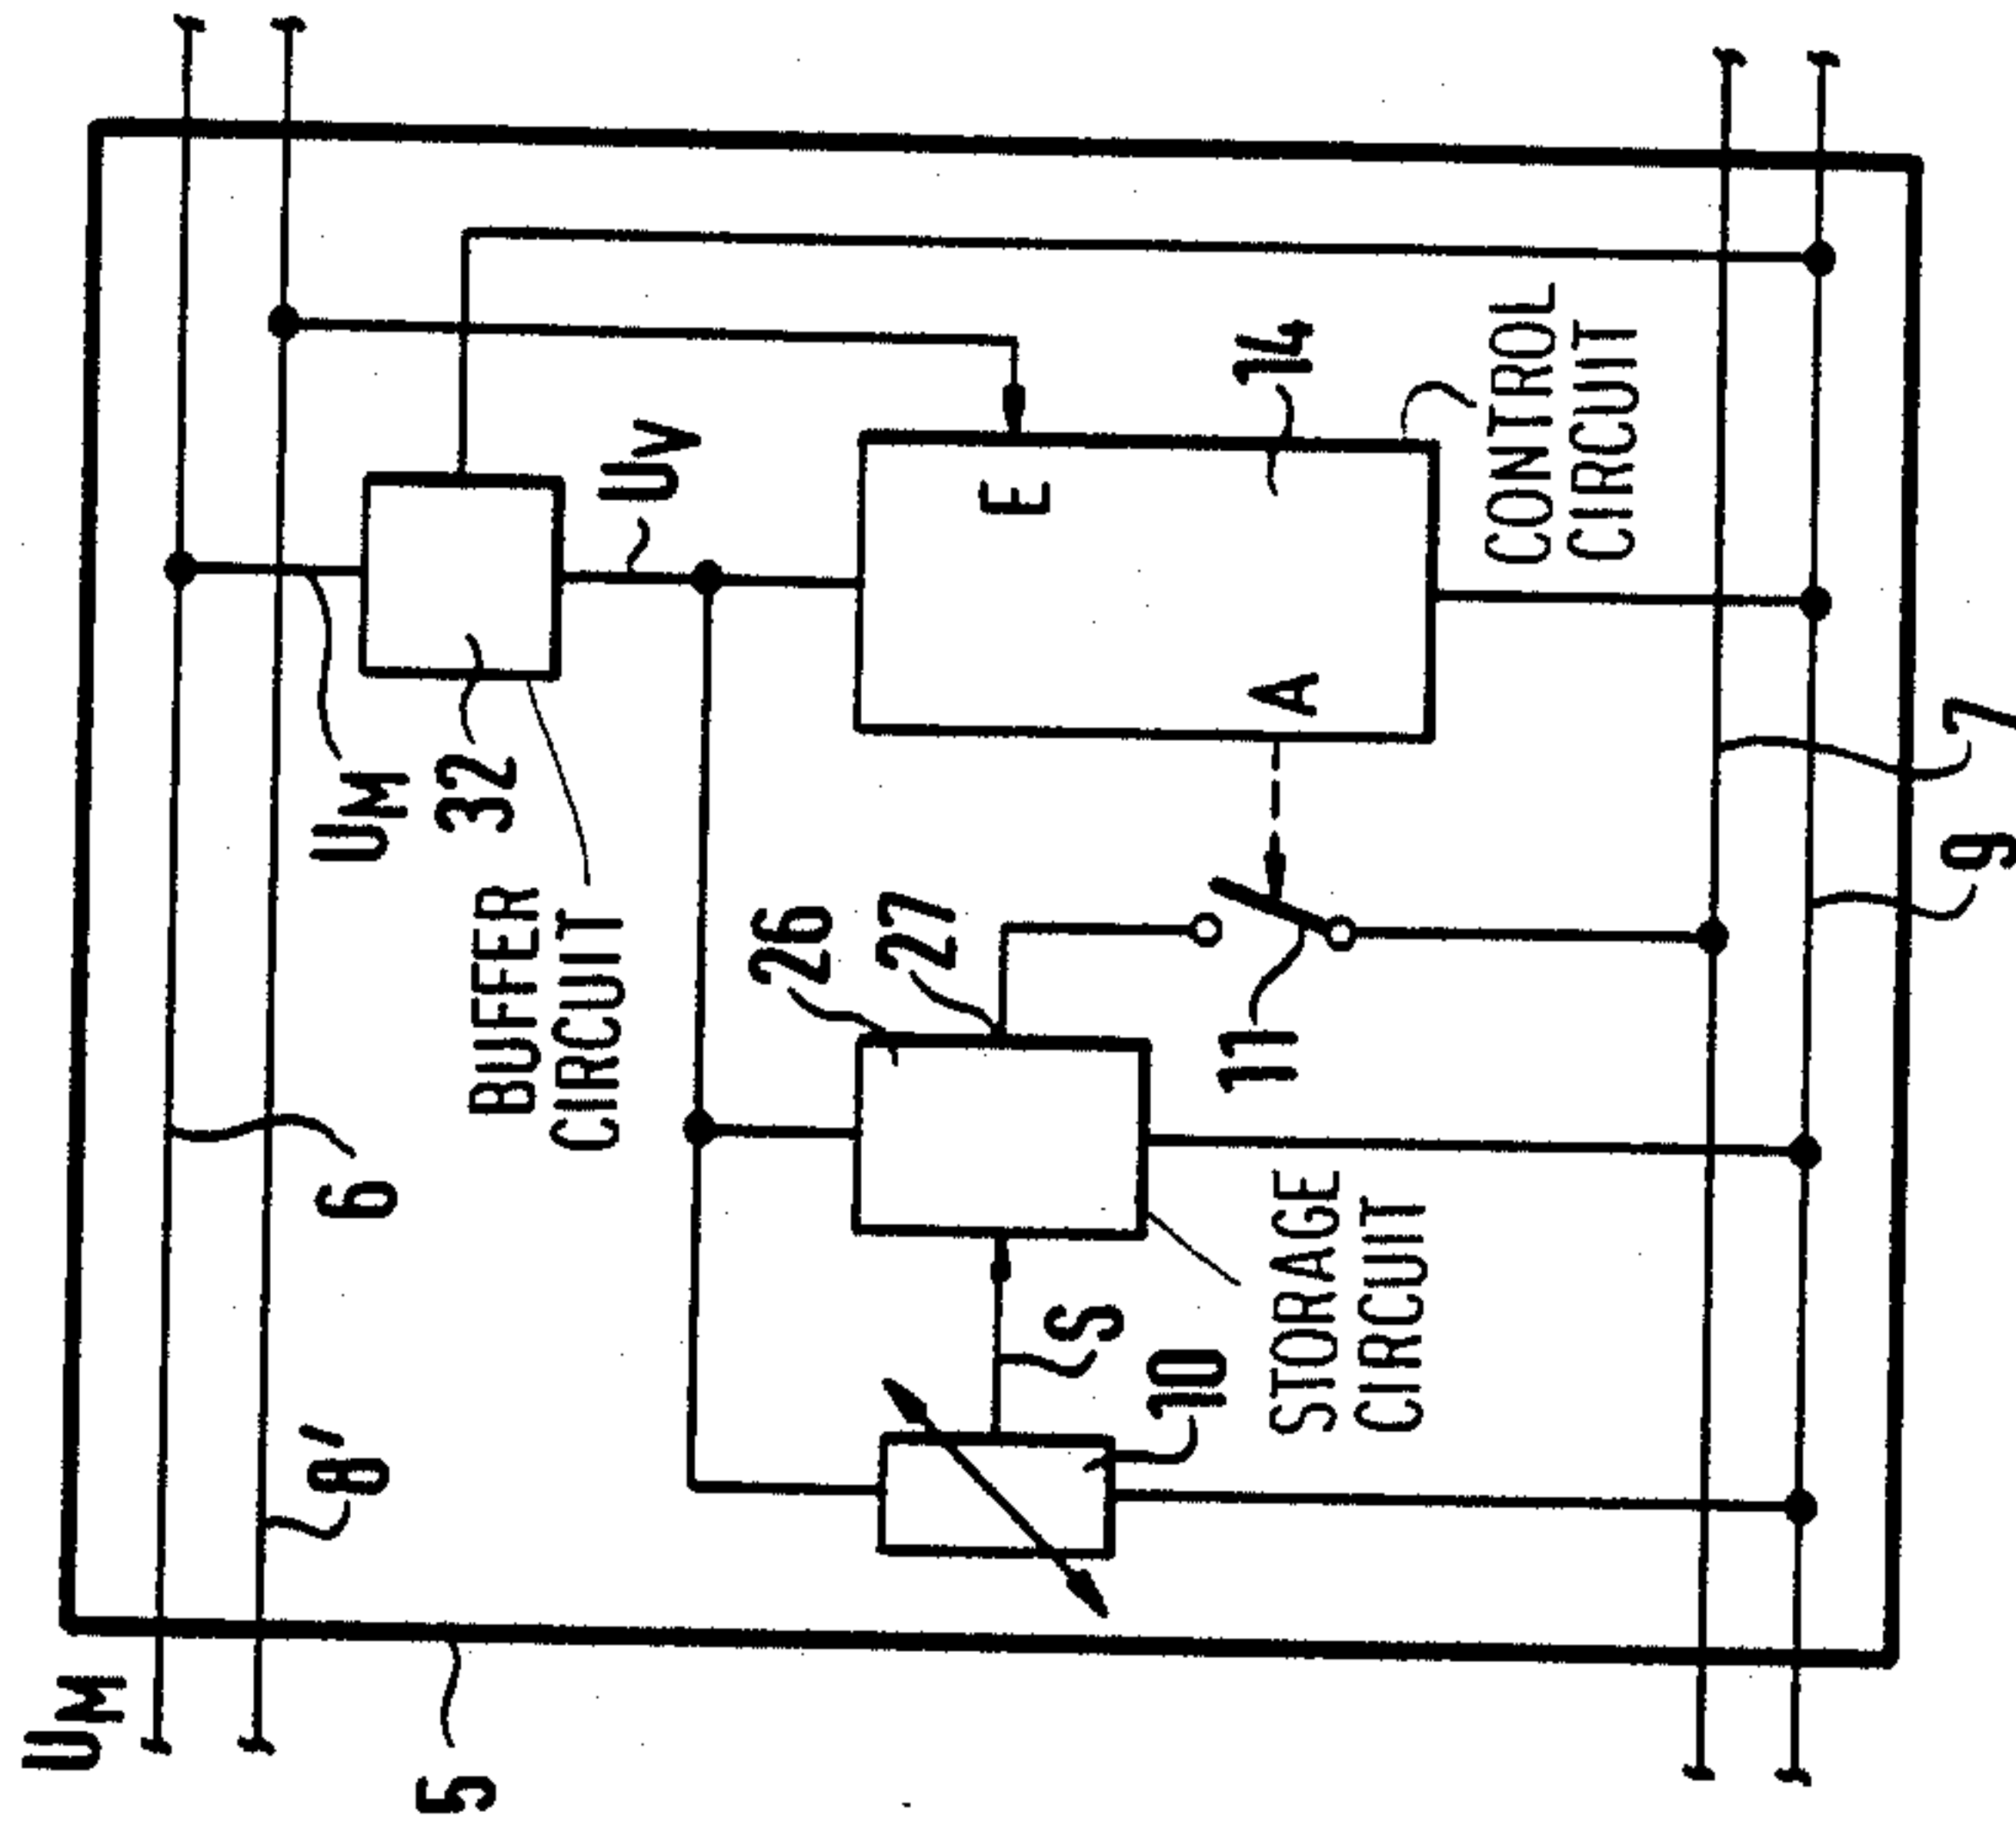 UM
5
8'
6
UM
32
BUFFER
CIRCUIT
UV
26
27
E
A
14
CONTROL
CIRCUIT
S
10
11
STORAGE
CIRCUIT
7
9